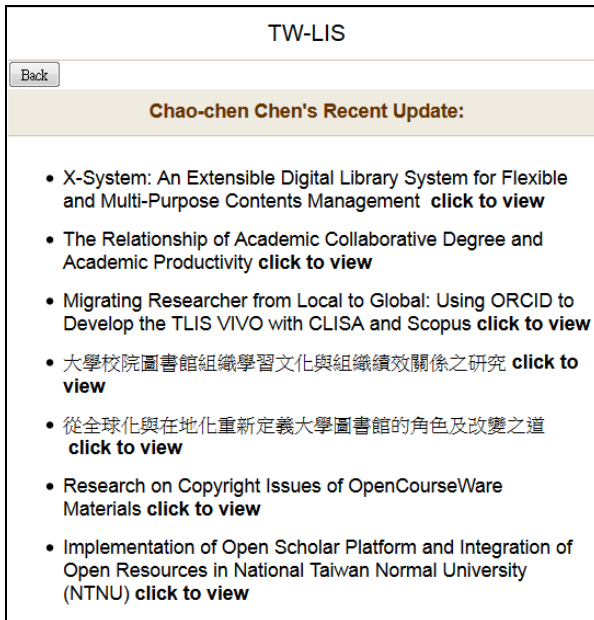 TW-LIS
Back
Chao-chen Chen's Recent Update:
X-System: An Extensible Digital Library System for Flexible
and Multi-Purpose Contents Management click to view
The Relationship of Academic Collaborative Degree and
Academic Productivity click to view
Migrating Researcher from Local to Global: Using ORCID to
Develop the TLIS VIVO with CLISA and Scopus click to view
大學校院圖書館組織學習文化與組織績效關係之研究 click to
view
從全球化與在地化重新定義大學圖書館的角色及改變之道
click to view
Research on Copyright Issues of OpenCourseWare
Materials click to view
Implementation of Open Scholar Platform and Integration of
Open Resources in National Taiwan Normal University
(NTNU) click to view